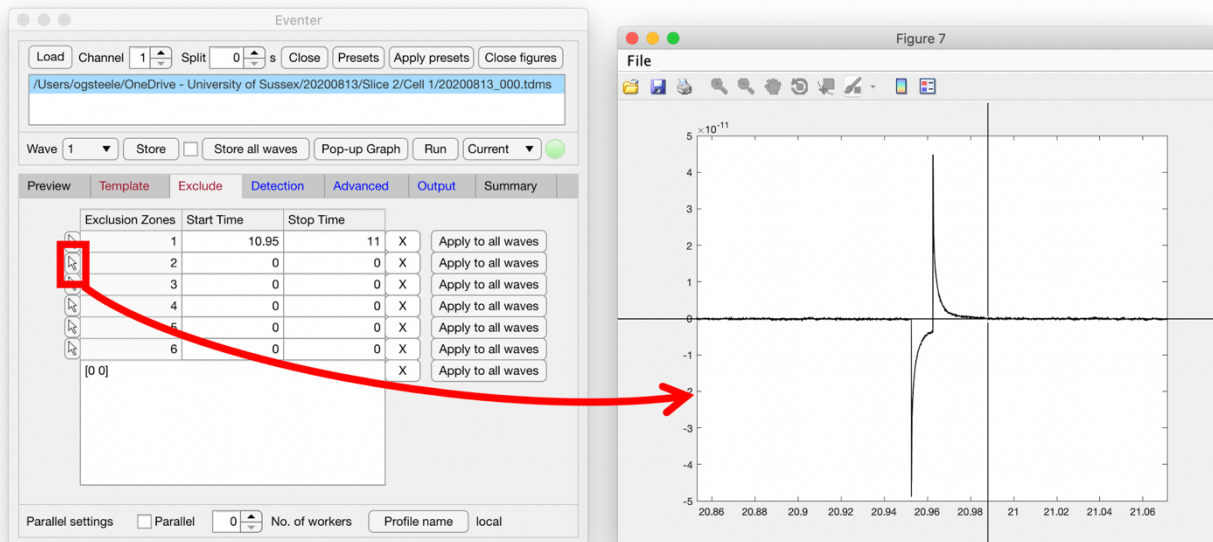 Eventer
Load Channel 1 Split 0 s Close Presets Apply presets Close figures
/Users/ogsteele/OneDrive - University of Sussex/20200813/Slice 2/Cell 1/20200813_000.tdms
Wave 1 Store Store all waves Pop-up Graph Run Current
Preview Template Exclude Detection Advanced Output Summary
Exclusion Zones Start Time Stop Time
1 10.95 11 X Apply to all waves
2 0 0 X Apply to all waves
3 0 0 X Apply to all waves
4 0 0 X Apply to all waves
5 0 0 X Apply to all waves
6 0 0 X Apply to all waves
[0 0] X Apply to all waves
Parallel settings Parallel 0 No. of workers Profile name local
Figure 7
File
×10-11
5
4
3
2
1
0
-1
-2
-3
-4
-5
20.86 20.88 20.9 20.92 20.94 20.96 20.98 21 21.02 21.04 21.06